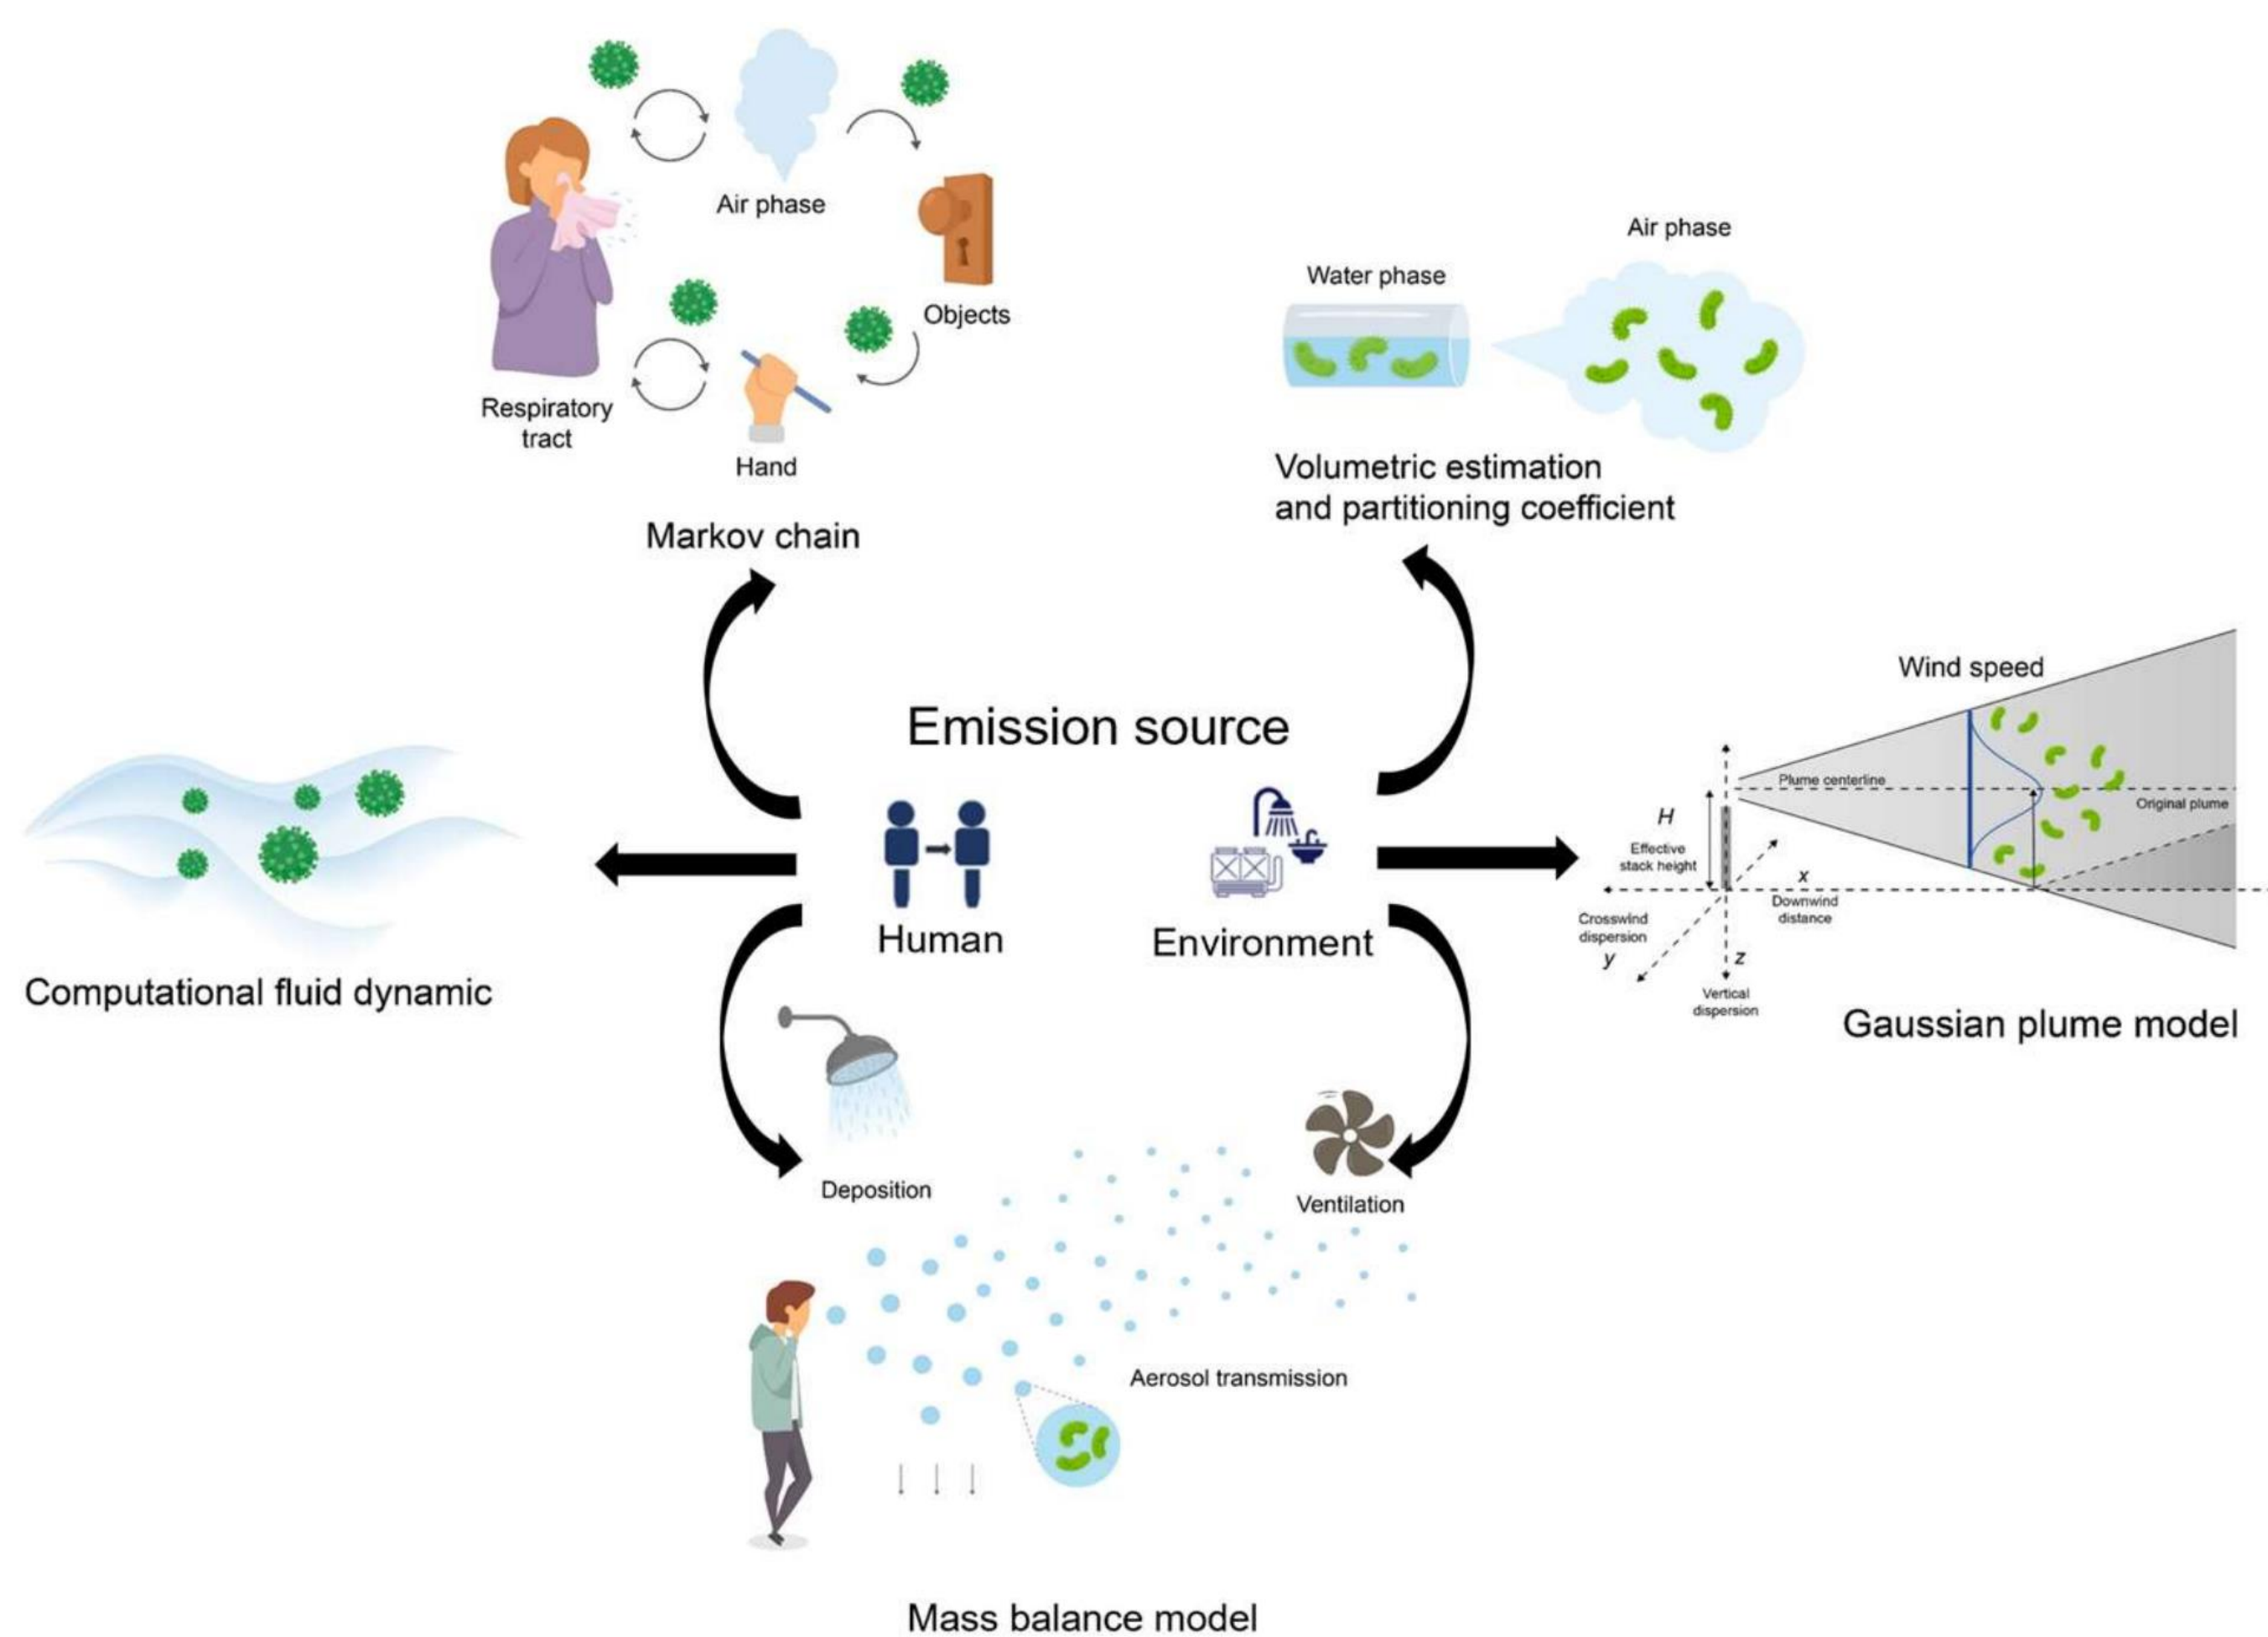 Air phase
Objects
Respiratory
tract
Hand
Markov chain
Air phase
Water phase
Volumetric estimation
and partitioning coefficient
Emission source
Human
Environment
Computational fluid dynamic
Wind speed
Plume centerline
Original plume
H
Effective
stack height
x
Downwind
distance
Crosswind
dispersion
y
z
Vertical
dispersion
Gaussian plume model
Deposition
Ventilation
Aerosol transmission
Mass balance model